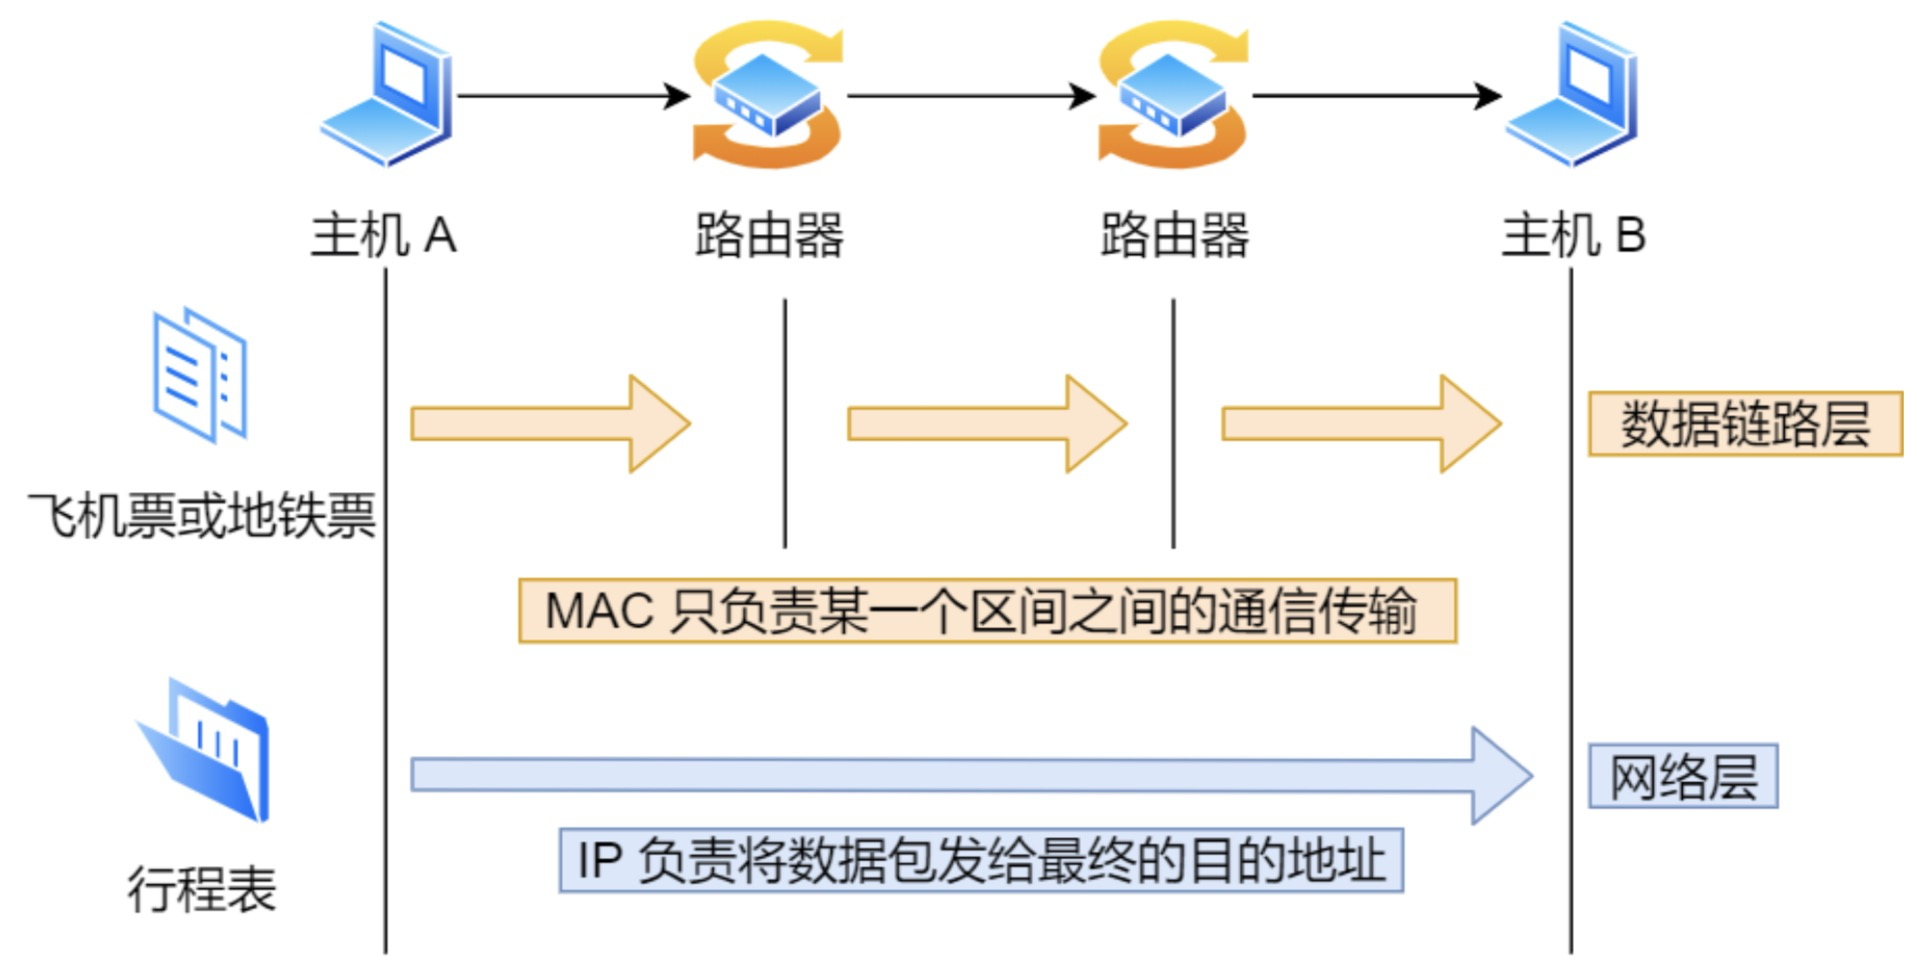 主机 A
路由器
路由器
主机 B
飞机票或地铁票
数据链路层
MAC 只负责某一个区间之间的通信传输
行程表
网络层
IP 负责将数据包发给最终的目的地址